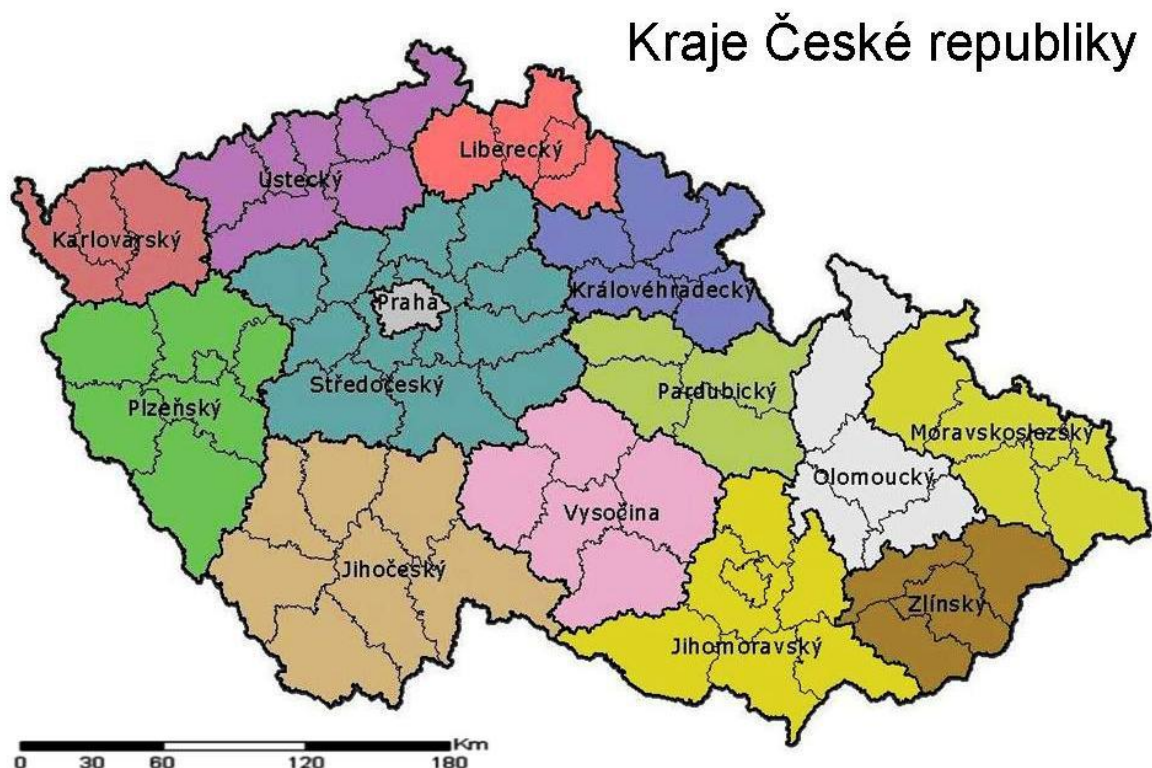 Kraje České republiky
Liberecký
Ústecký
Karlovarský
Královéhradecký
Praha
Středočeský
Pardubický
Plzeňský
Moravskoslezský
Olomoucký
Vysočina
Jihočeský
Zlínský
Jihomoravský
Km
0 30 60 120 180